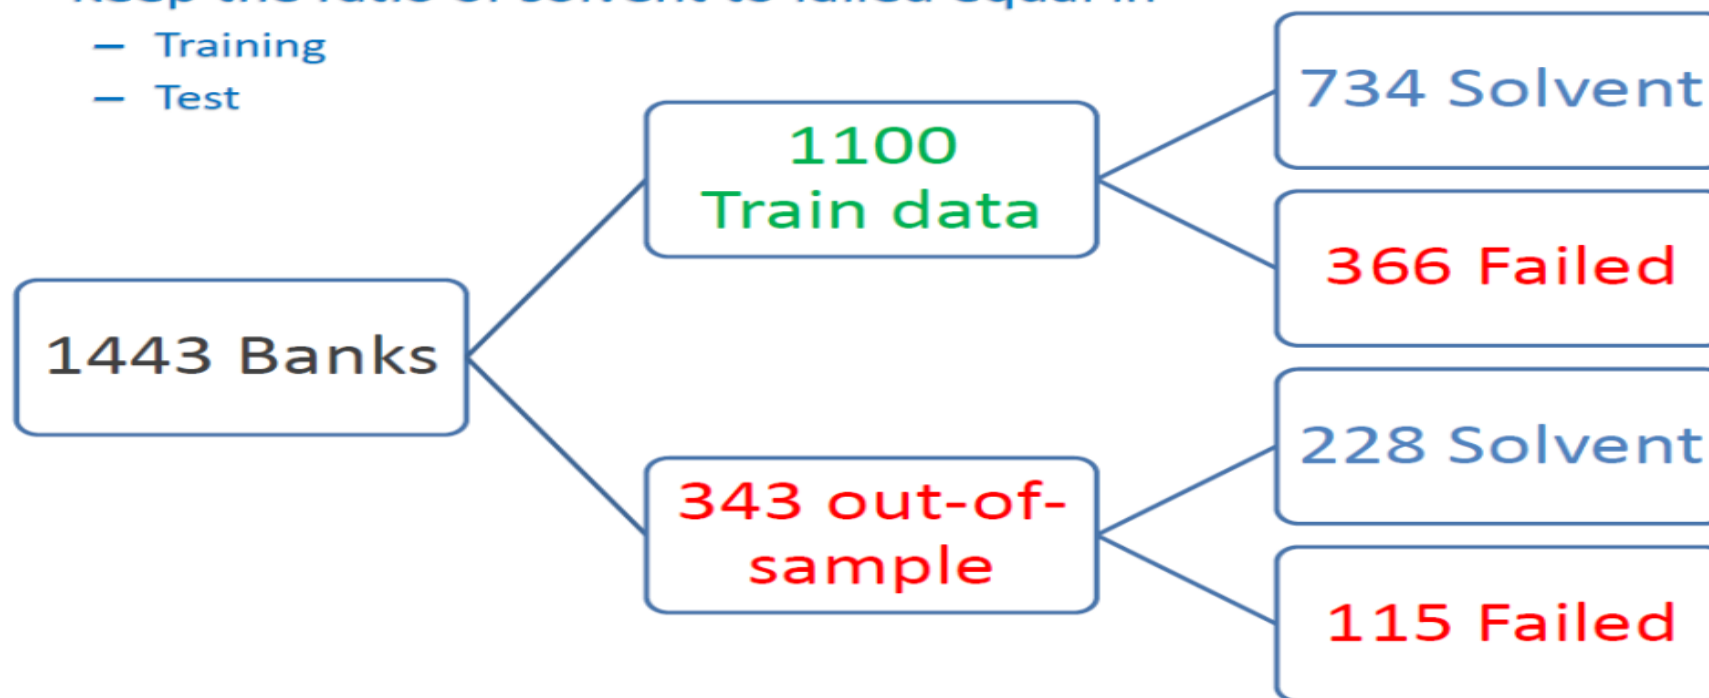 – Training
– Test
1443 Banks
1100
Train data
343 out-of-
sample
734 Solvent
366 Failed
228 Solvent
115 Failed